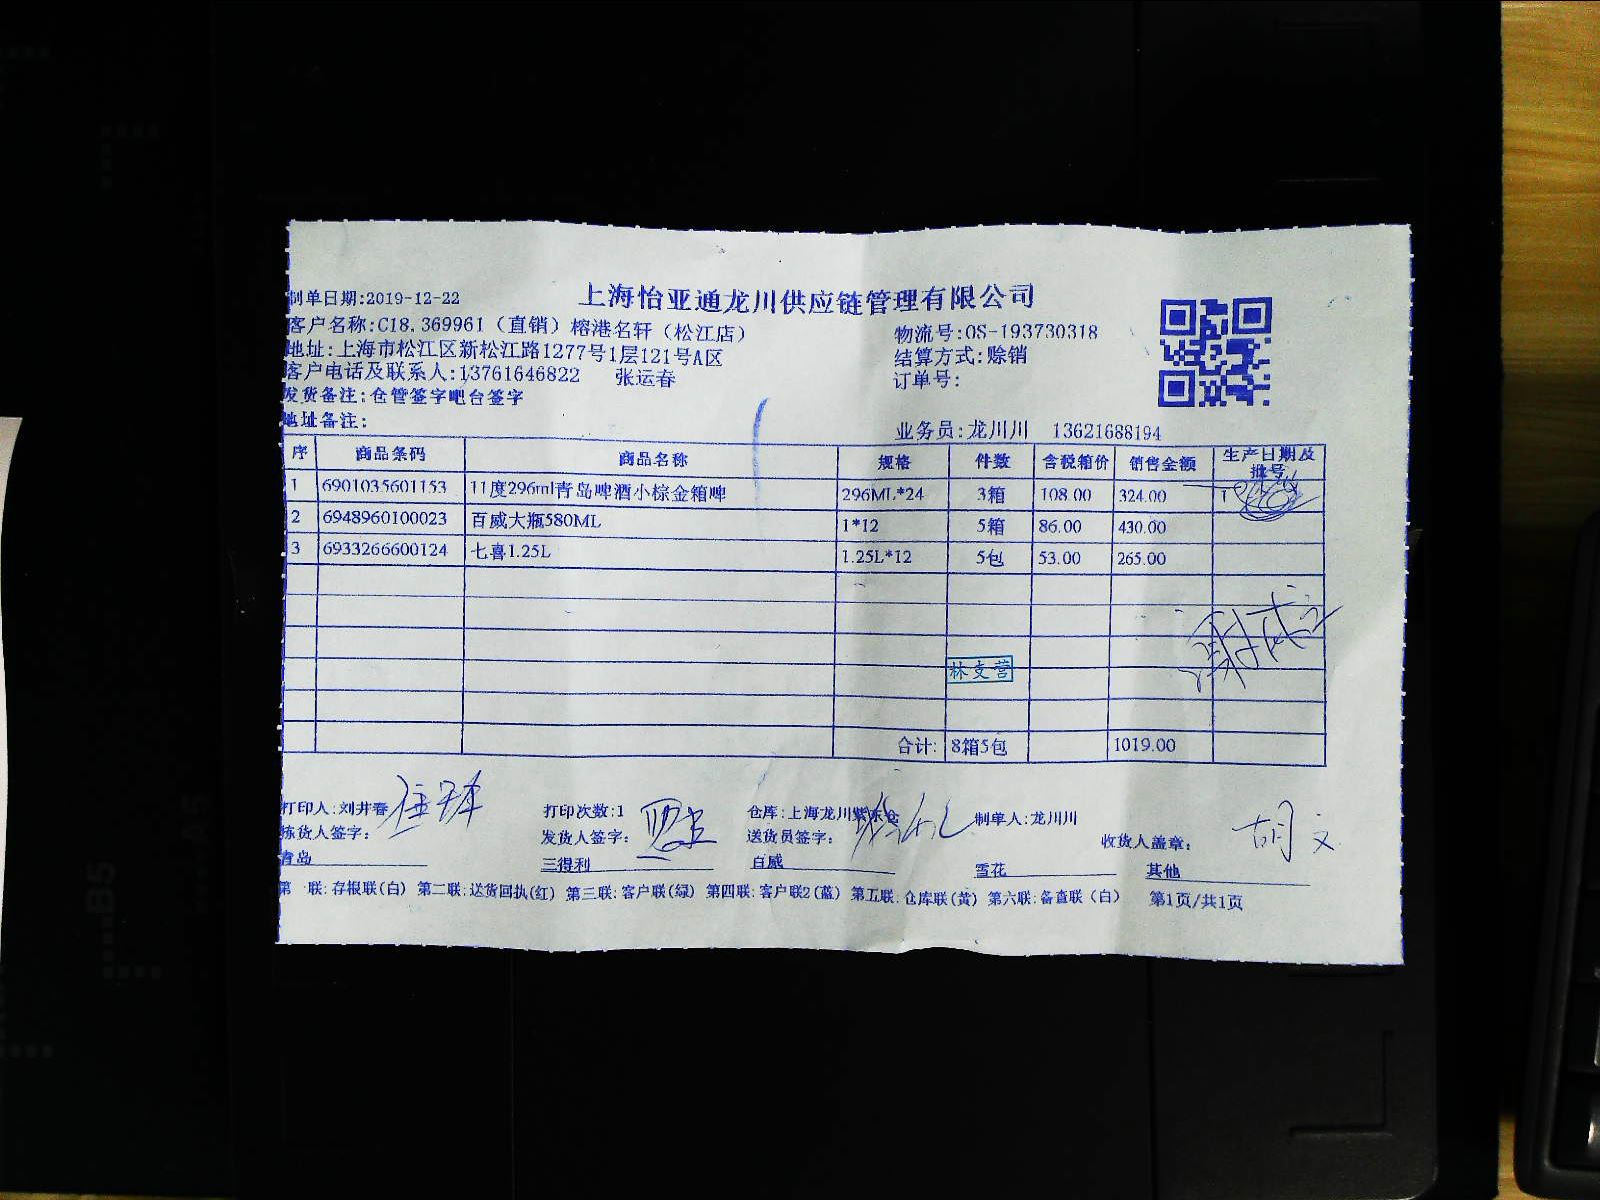 上海怡亚通龙川供应链管理有限公司
制单日期:2019-12-22
客户名称:C18.369961（直销）榕港名轩（松江店） 物流号:OS-193730318
地址:上海市松江区新松江路1277号1层121号A区 结算方式:赊销
客户电话及联系人:13761646822 张运春 订单号:
发货备注:仓管签字吧台签字
地址备注: 业务员:龙川川 13621688194
序 商品条码 商品名称 规格 件数 含税箱价 销售金额 生产日期及批号
1 6901035601153 11度296ml青岛啤酒小棕金箱啤 296ML*24 3箱 108.00 324.00
2 6948960100023 百威大瓶580ML 1*12 5箱 86.00 430.00
3 6933266600124 七喜1.25L 1.25L*12 5包 53.00 265.00
林支营
合计: 8箱5包 1019.00
打印人:刘井春 打印次数:1 仓库:上海龙川紫东仓 制单人:龙川川
拣货人签字: 发货人签字: 送货员签字: 收货人盖章: 胡文
青岛 三得利 百威 雪花 其他
第一联:存根联(白) 第二联:送货回执(红) 第三联:客户联(绿) 第四联:客户联2(蓝) 第五联:仓库联(黄) 第六联:备查联(白) 第1页/共1页
B5
A5